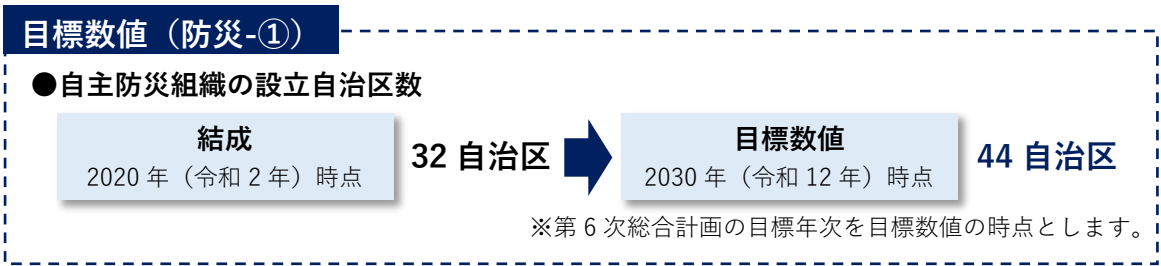 目標数値（防災-①）
●自主防災組織の設立自治区数
結成
2020 年（令和 2 年）時点
32 自治区
目標数値
2030 年（令和 12 年）時点
44 自治区
※第 6 次総合計画の目標年次を目標数値の時点とします。